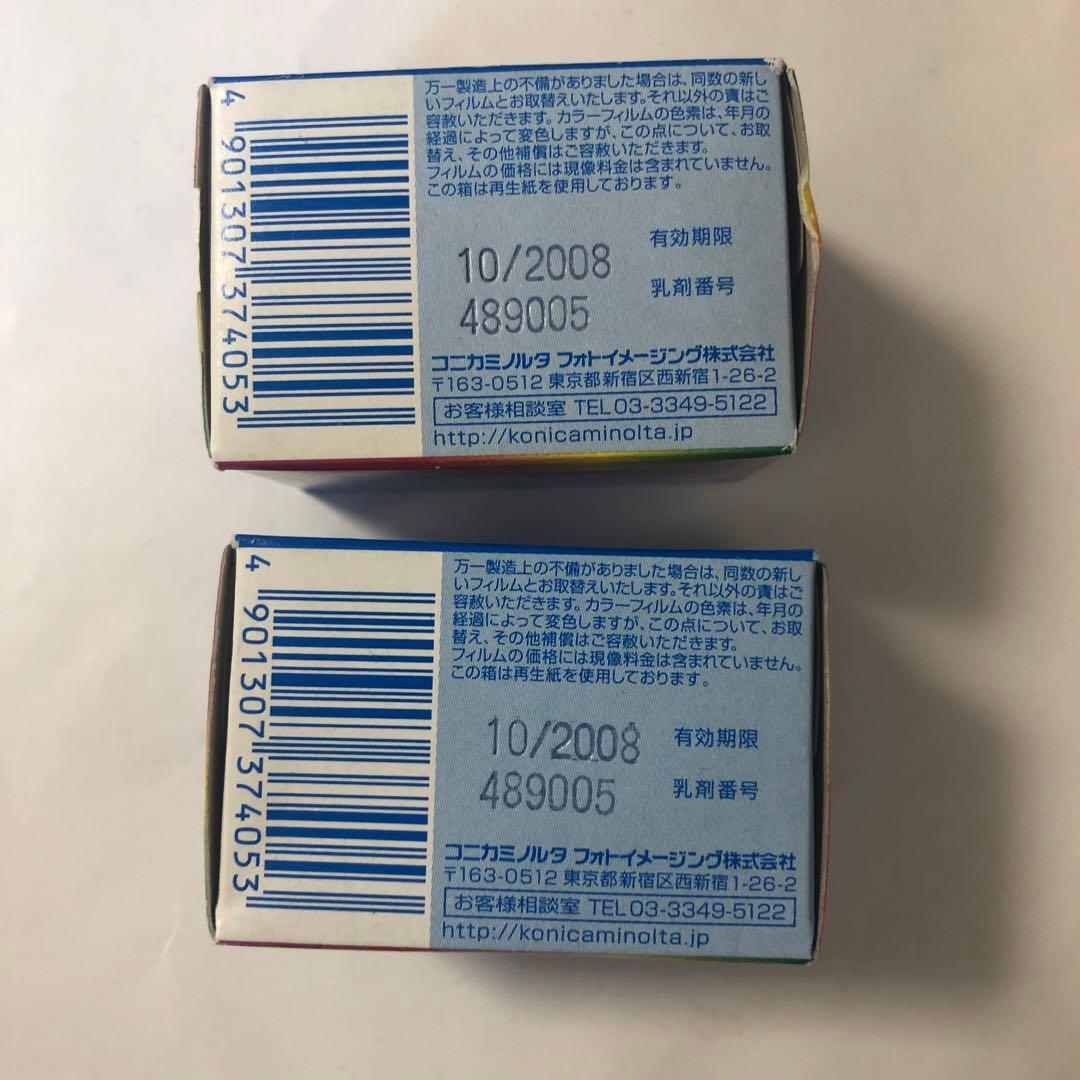 4 901307 374053
万一製造上の不備がありました場合は、同数の新し
いフィルムとお取替えいたします。それ以外の責はご
容赦いただきます。カラーフィルムの色素は、年月の
経過によって変色しますが、この点について、お取
替え、その他補償はご容赦いただきます。
フィルムの価格には現像料金は含まれていません。
この箱は再生紙を使用しております。
10/2008 有効期限
489005 乳剤番号
コニカミノルタ フォトイメージング株式会社
〒163-0512 東京都新宿区西新宿1-26-2
お客様相談室 TEL03-3349-5122
http://konicaminolta.jp
4 901307 374053
万一製造上の不備がありました場合は、同数の新し
いフィルムとお取替えいたします。それ以外の責はご
容赦いただきます。カラーフィルムの色素は、年月の
経過によって変色しますが、この点について、お取
替え、その他補償はご容赦いただきます。
フィルムの価格には現像料金は含まれていません。
この箱は再生紙を使用しております。
10/2008 有効期限
489005 乳剤番号
コニカミノルタ フォトイメージング株式会社
〒163-0512 東京都新宿区西新宿1-26-2
お客様相談室 TEL03-3349-5122
http://konicaminolta.jp